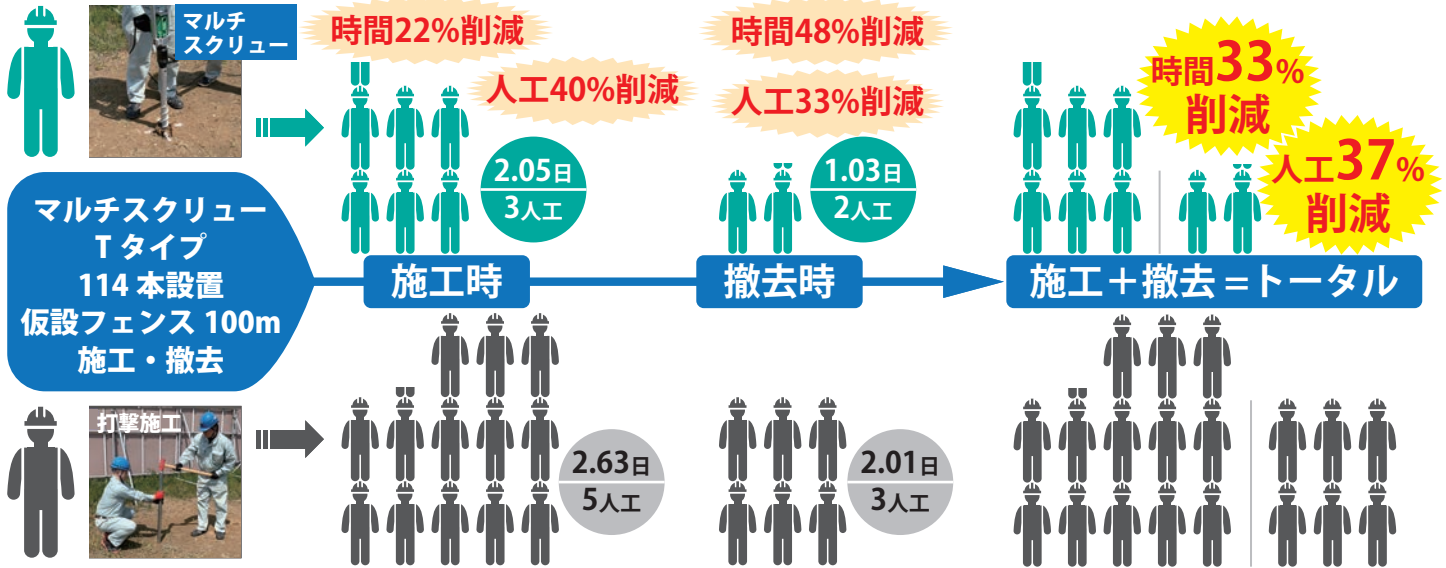 マルチ
スクリュー
時間22%削減
人工40%削減
2.05日
3人工
時間48%削減
人工33%削減
1.03日
2人工
時間33%
削減
人工37%
削減
マルチスクリュー
Tタイプ
114本設置
仮設フェンス100m
施工・撤去
施工時
撤去時
施工+撤去=トータル
打撃施工
2.63日
5人工
2.01日
3人工